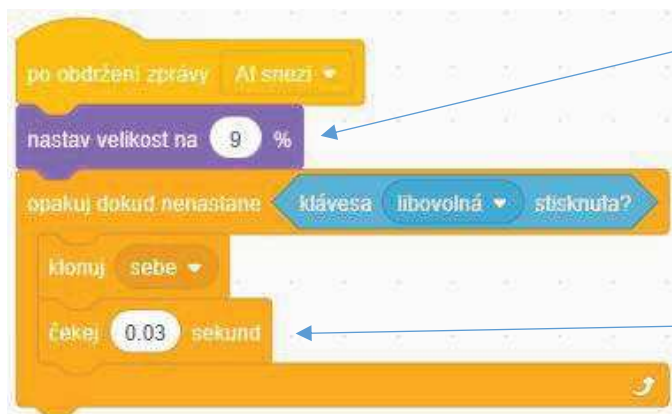 po obdržení zprávy Ať sneží
nastav velikost na 9 %
opakuj dokud nenastane klávesa libovolná stisknuta?
klonuj sebe
čekej 0.03 sekund